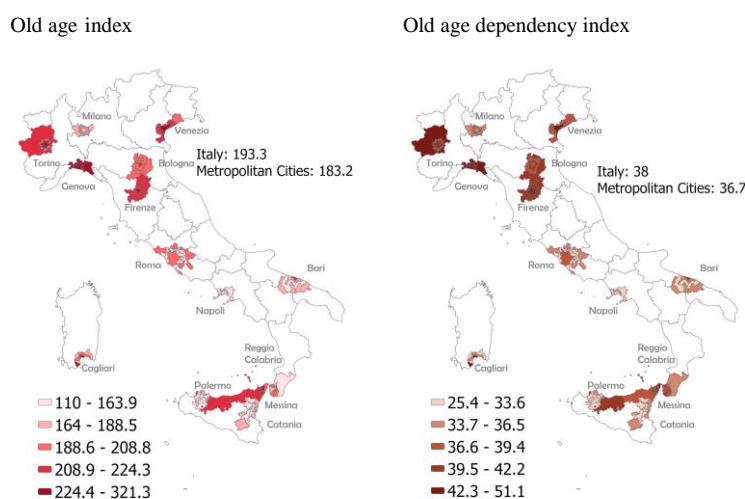 Old age index
Milano
Venezia
Torino
Bologna
Italy: 193.3
Metropolitan Cities: 183.2
Genova
Firenze
Roma
Bari
Napoli
Cagliari
Reggio
Calabria
Palermo
Messina
Catania
110 - 163.9
164 - 188.5
188.6 - 208.8
208.9 - 224.3
224.4 - 321.3
Old age dependency index
Milano
Venezia
Torino
Bologna
Italy: 38
Metropolitan Cities: 36.7
Genova
Firenze
Roma
Bari
Napoli
Cagliari
Reggio
Calabria
Palermo
Messina
Catania
25.4 - 33.6
33.7 - 36.5
36.6 - 39.4
39.5 - 42.2
42.3 - 51.1